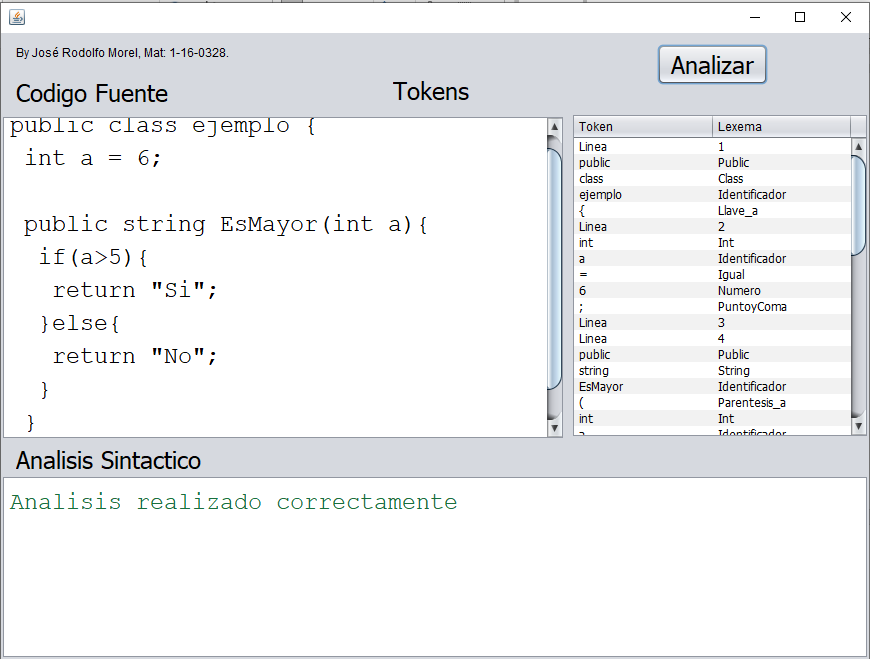 By José Rodolfo Morel, Mat: 1-16-0328.
Analizar
Codigo Fuente
Tokens
public class ejemplo {
int a = 6;
public string EsMayor(int a){
if(a>5){
return "Si";
}else{
return "No";
}
}
Token Lexema
Linea 1
public Public
class Class
ejemplo Identificador
{ Llave_a
Linea 2
int Int
a Identificador
= Igual
6 Numero
; PuntoyComa
Linea 3
Linea 4
public Public
string String
EsMayor Identificador
( Parentesis_a
int Int
a Identificador
Analisis Sintactico
Analisis realizado correctamente